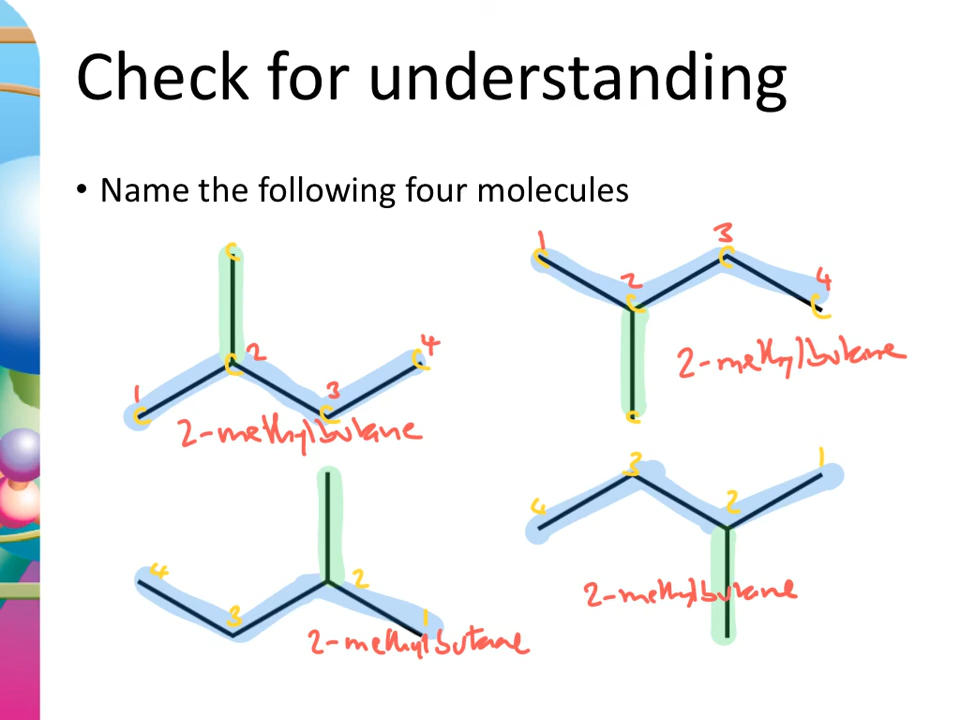 Check for understanding
• Name the following four molecules
C
1
C
2
C
3
C
4
C
2-methylbutane
1
C
2
C
3
C
4
C
C
2-methylbutane
4
3
2
1
2-methylbutane
4
3
2
1
2-methylbutane